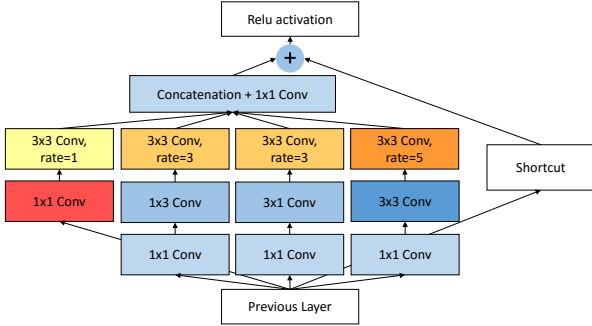 Relu activation
+
Concatenation + 1x1 Conv
3x3 Conv,
rate=1
3x3 Conv,
rate=3
3x3 Conv,
rate=3
3x3 Conv,
rate=5
1x1 Conv
1x3 Conv
3x1 Conv
3x3 Conv
Shortcut
1x1 Conv
1x1 Conv
1x1 Conv
Previous Layer